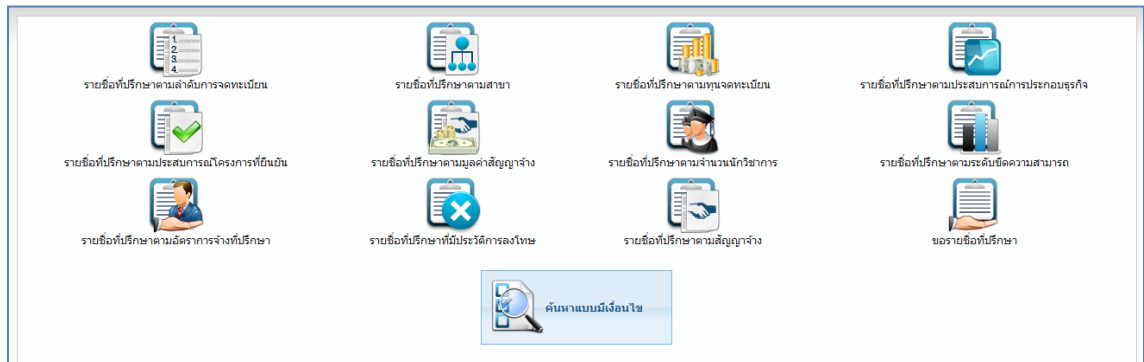 1.
2.
3.
4.
รายชื่อที่ปรึกษาตามลำดับการจดทะเบียน
รายชื่อที่ปรึกษาตามสาขา
รายชื่อที่ปรึกษาตามทุนจดทะเบียน
รายชื่อที่ปรึกษาตามประสบการณ์การประกอบธุรกิจ
รายชื่อที่ปรึกษาตามประสบการณ์โครงการที่ยืนยัน
รายชื่อที่ปรึกษาตามมูลค่าสัญญาจ้าง
รายชื่อที่ปรึกษาตามจำนวนนักวิชาการ
รายชื่อที่ปรึกษาตามระดับขีดความสามารถ
รายชื่อที่ปรึกษาตามอัตราการจ้างที่ปรึกษา
รายชื่อที่ปรึกษาที่มีประวัติการลงโทษ
รายชื่อที่ปรึกษาตามสัญญาจ้าง
ขอรายชื่อที่ปรึกษา
ค้นหาแบบมีเงื่อนไข